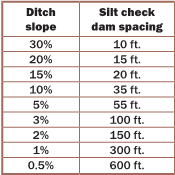 Ditch slope Silt check dam spacing
30% 10 ft.
20% 15 ft.
15% 20 ft.
10% 35 ft.
5% 55 ft.
3% 100 ft.
2% 150 ft.
1% 300 ft.
0.5% 600 ft.